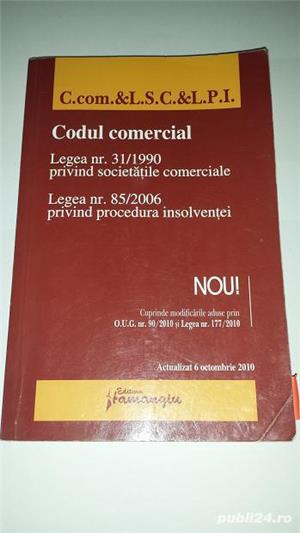 C.com.&L.S.C.&L.P.I.
Codul comercial
Legea nr. 31/1990
privind societățile comerciale
Legea nr. 85/2006
privind procedura insolvenței
NOU!
Cuprinde modificările aduse prin
O.U.G. nr. 90/2010 și Legea nr. 177/2010
Actualizat 6 octombrie 2010
Editura
Hamangiu
publi24.ro